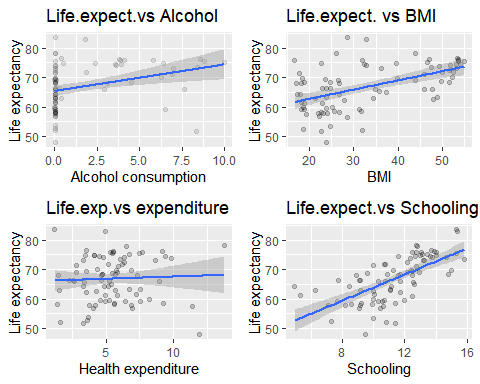 Life.expect.vs Alcohol
Life expectancy
80
70
60
50
0.0 2.5 5.0 7.5 10.0
Alcohol consumption
Life.expect. vs BMI
Life expectancy
80
70
60
50
20 30 40 50
BMI
Life.exp.vs expenditure
Life expectancy
80
70
60
50
5 10
Health expenditure
Life.expect.vs Schooling
Life expectancy
80
70
60
50
8 12 16
Schooling